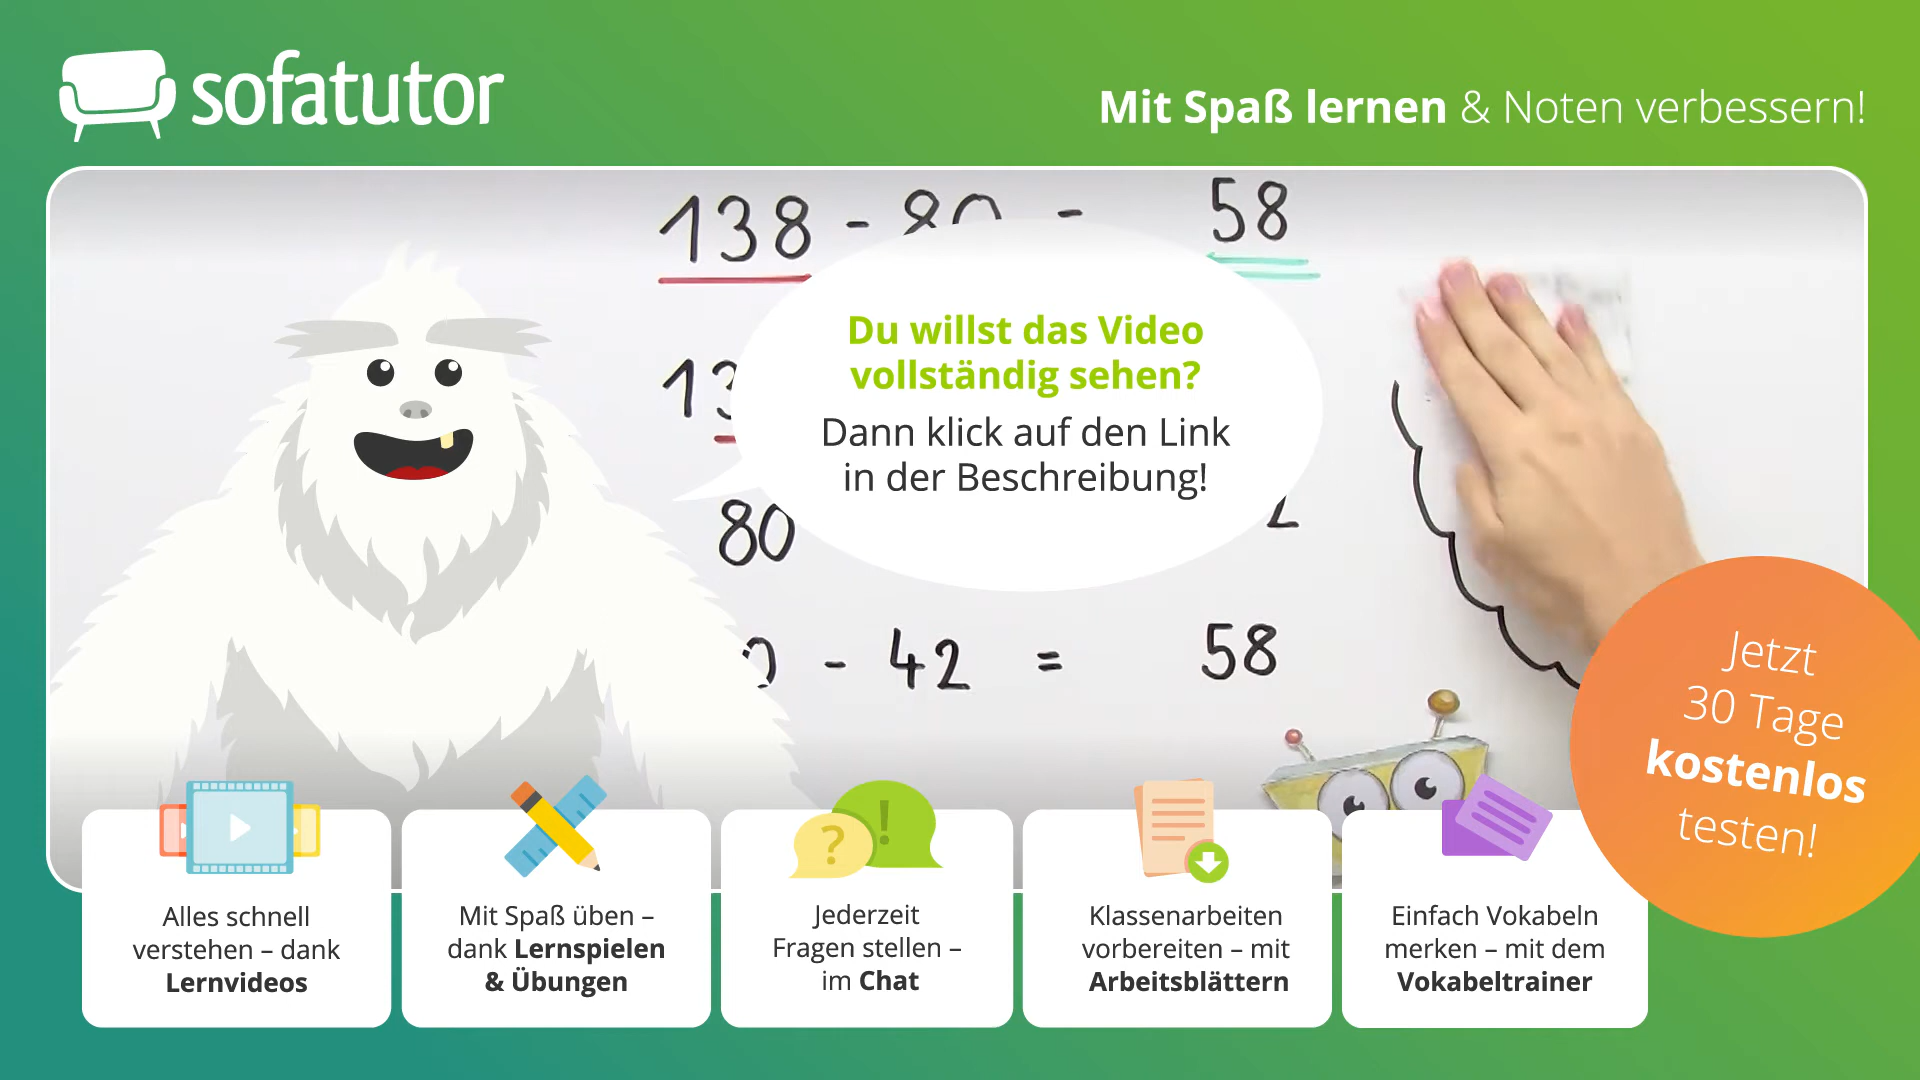 sofatutor
Mit Spaß lernen & Noten verbessern!
138 - 80 - 58
Du willst das Video
vollständig sehen?
Dann klick auf den Link
in der Beschreibung!
80
- 42 = 58
Jetzt
30 Tage
kostenlos
testen!
? !
Alles schnell
verstehen – dank
Lernvideos
Mit Spaß üben –
dank Lernspielen
& Übungen
Jederzeit
Fragen stellen –
im Chat
Klassenarbeiten
vorbereiten – mit
Arbeitsblättern
Einfach Vokabeln
merken – mit dem
Vokabeltrainer